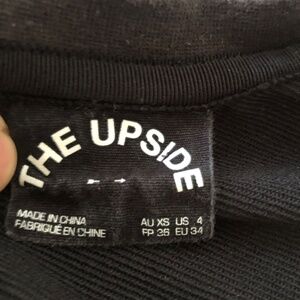 THE UPSIDE
MADE IN CHINA
FABRIQUÉ EN CHINE
AU XS US 4
FR 36 EU 34